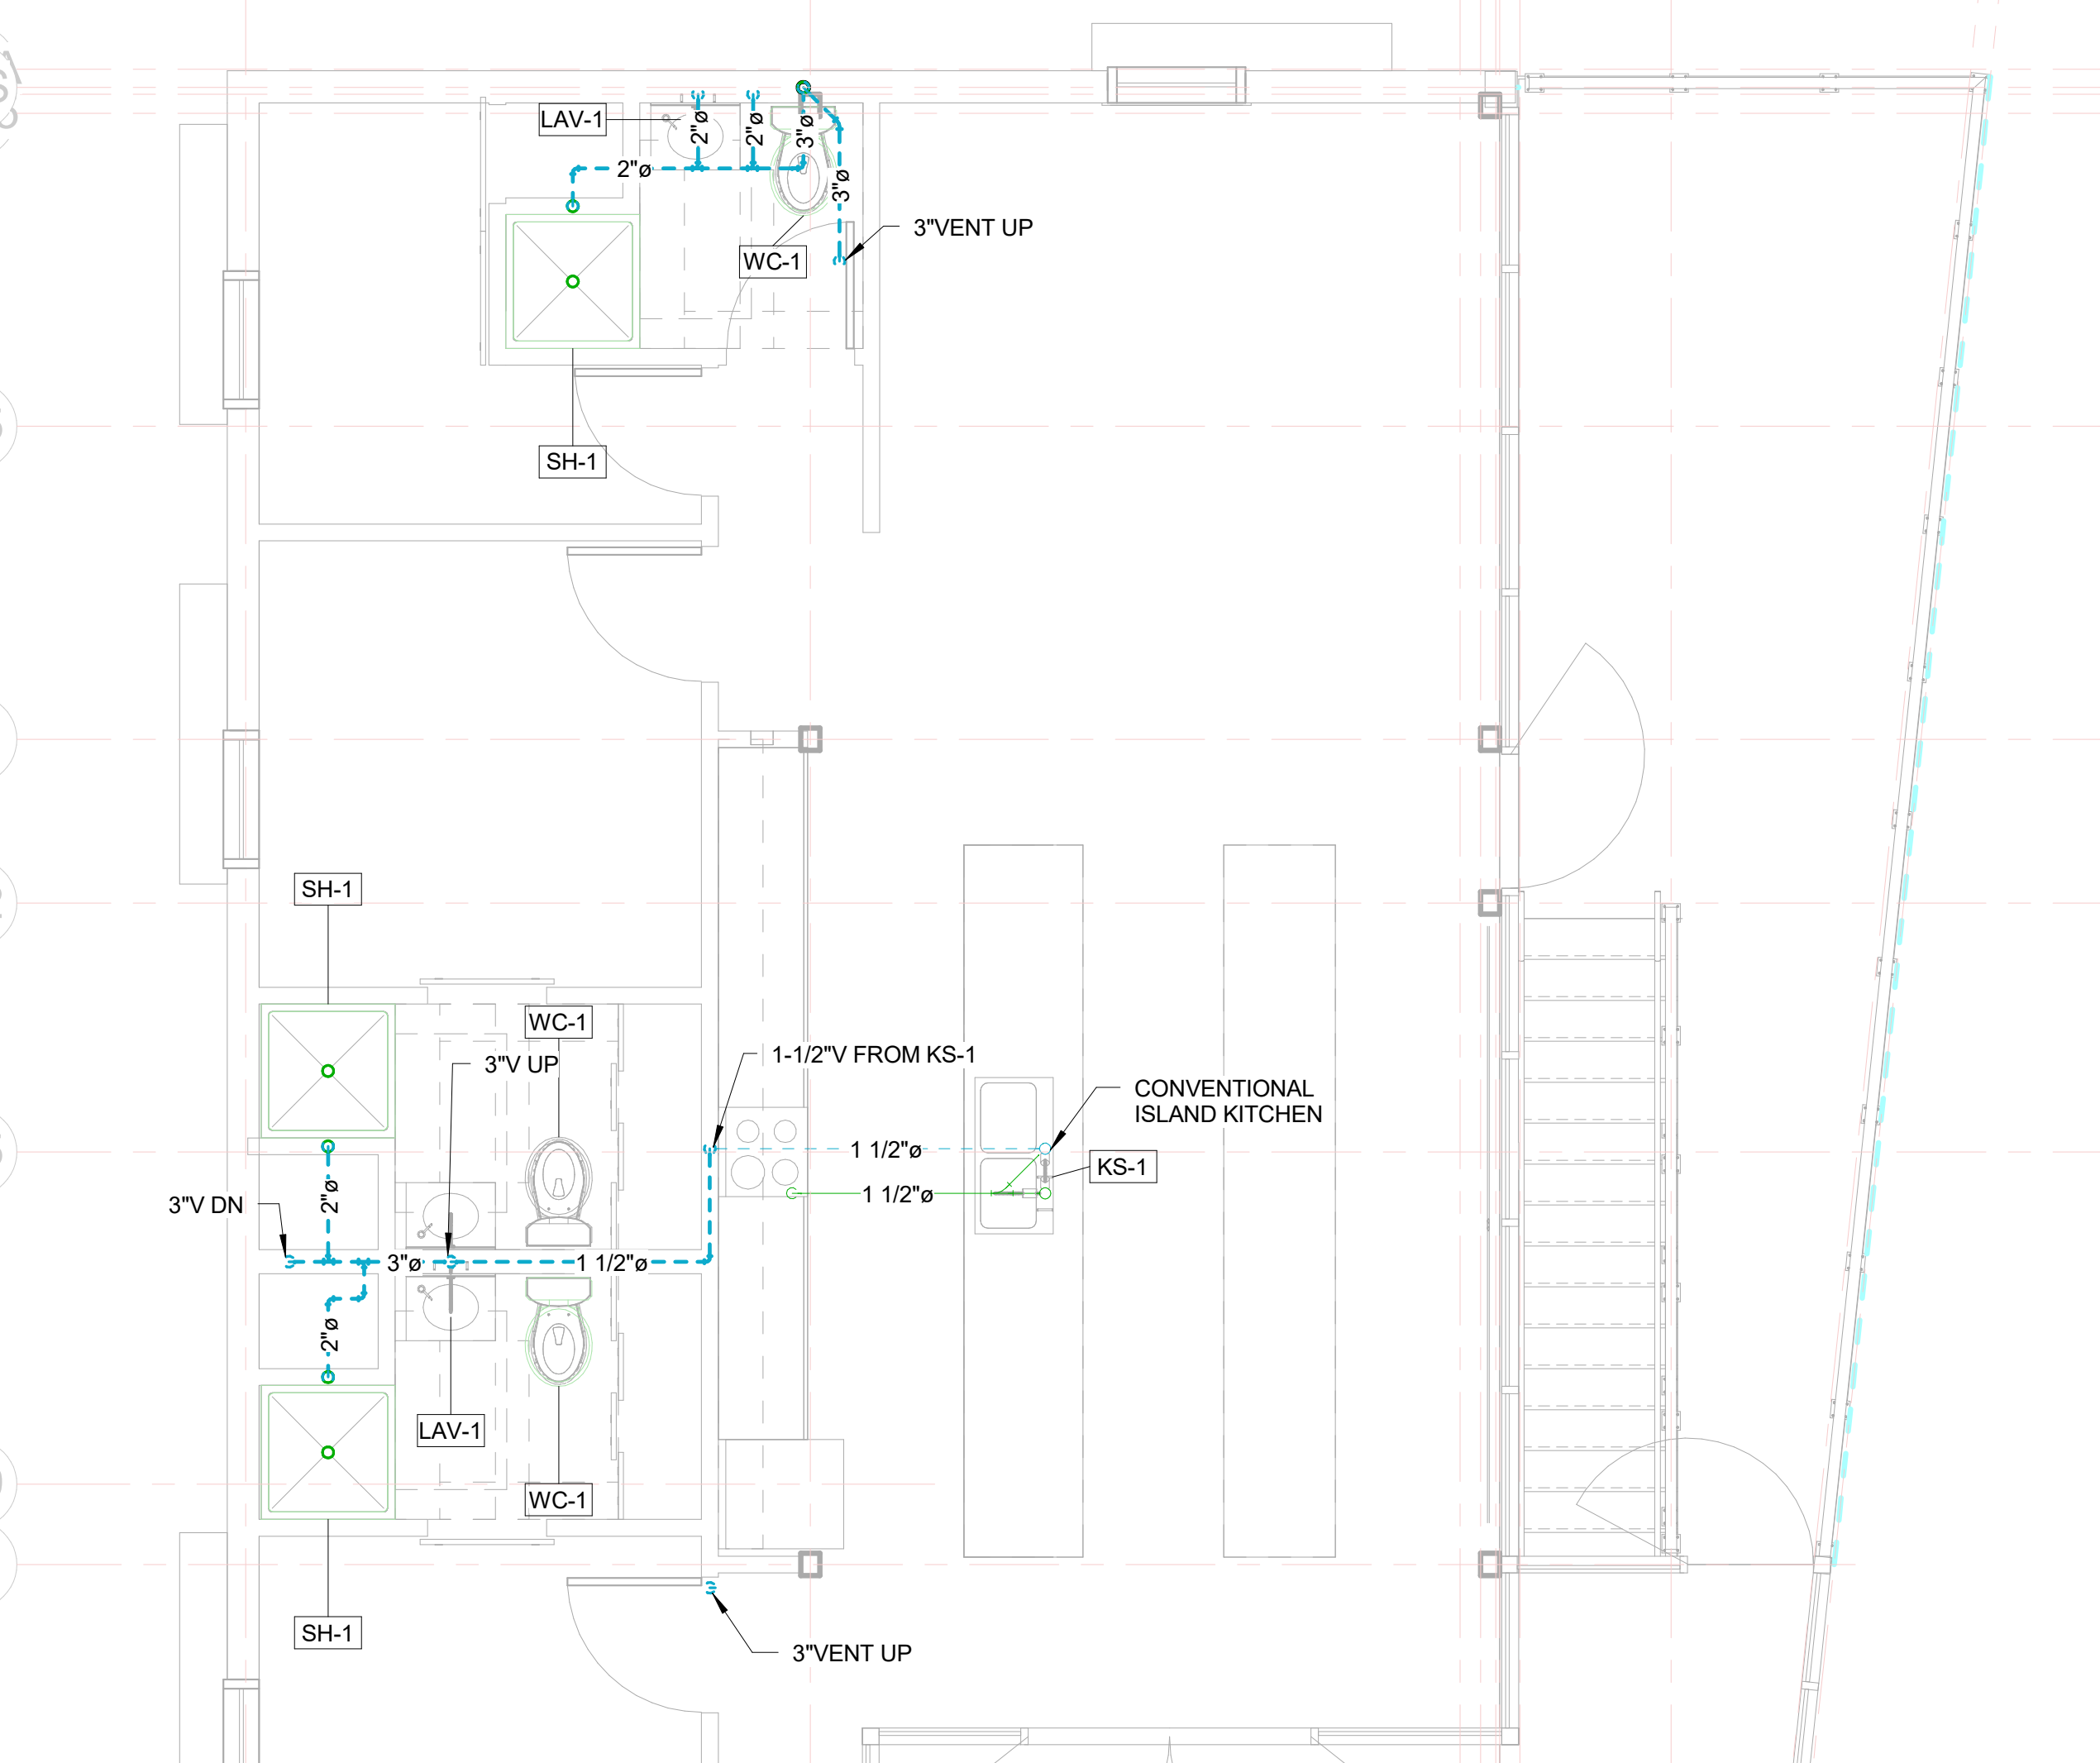 LAV-1
2"ø
2"ø
3"ø
2"ø
3"ø
3"VENT UP
WC-1
SH-1
SH-1
WC-1
3"V UP
1-1/2"V FROM KS-1
CONVENTIONAL
ISLAND KITCHEN
1 1/2"ø
KS-1
1 1/2"ø
2"ø
3"V DN
3"ø
1 1/2"ø
2"ø
LAV-1
WC-1
SH-1
3"VENT UP